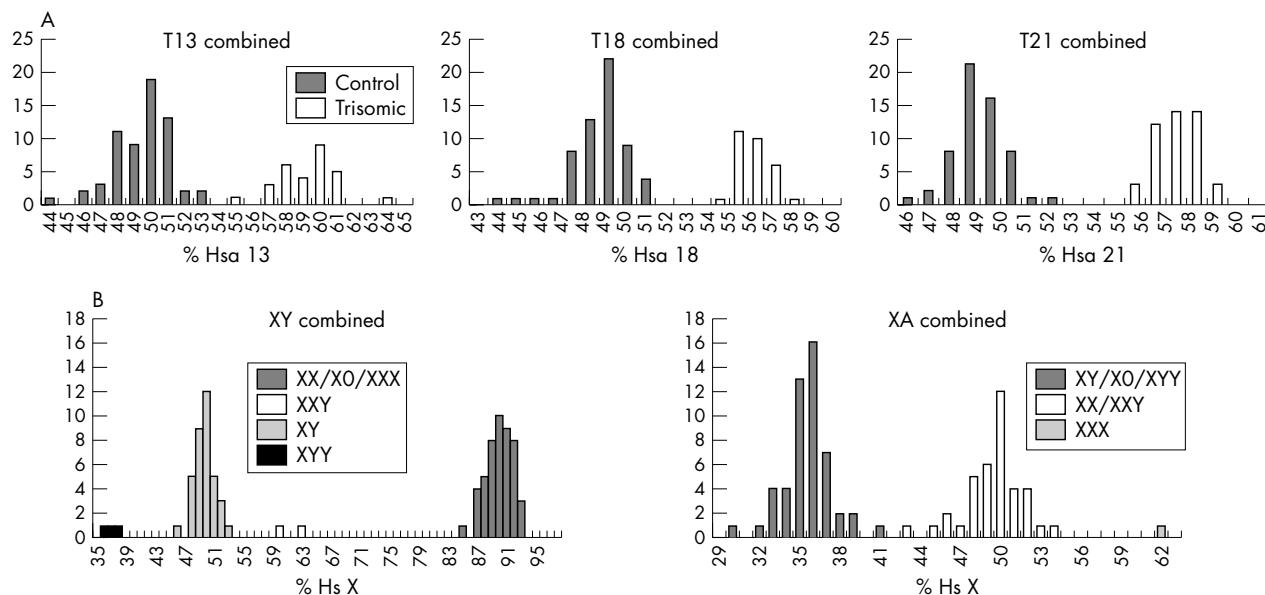 A
T13 combined
25
20
15
10
5
0
Control
Trisomic
44 45 46 47 48 49 50 51 52 53 54 55 56 57 58 59 60 61 62 63 64 65
% Hsa 13
T18 combined
25
20
15
10
5
0
43 44 45 46 47 48 49 50 51 52 53 54 55 56 57 58 59 60
% Hsa 18
T21 combined
25
20
15
10
5
0
46 47 48 49 50 51 52 53 54 55 56 57 58 59 60 61
% Hsa 21
B
XY combined
18
16
14
12
10
8
6
4
2
0
XX/X0/XXX
XXY
XY
XYY
35 39 43 47 51 55 59 63 67 71 75 79 83 87 91 95
% Hs X
XA combined
18
16
14
12
10
8
6
4
2
0
XY/X0/XYY
XX/XXY
XXX
29 32 35 38 41 44 47 50 53 56 59 62
% Hs X